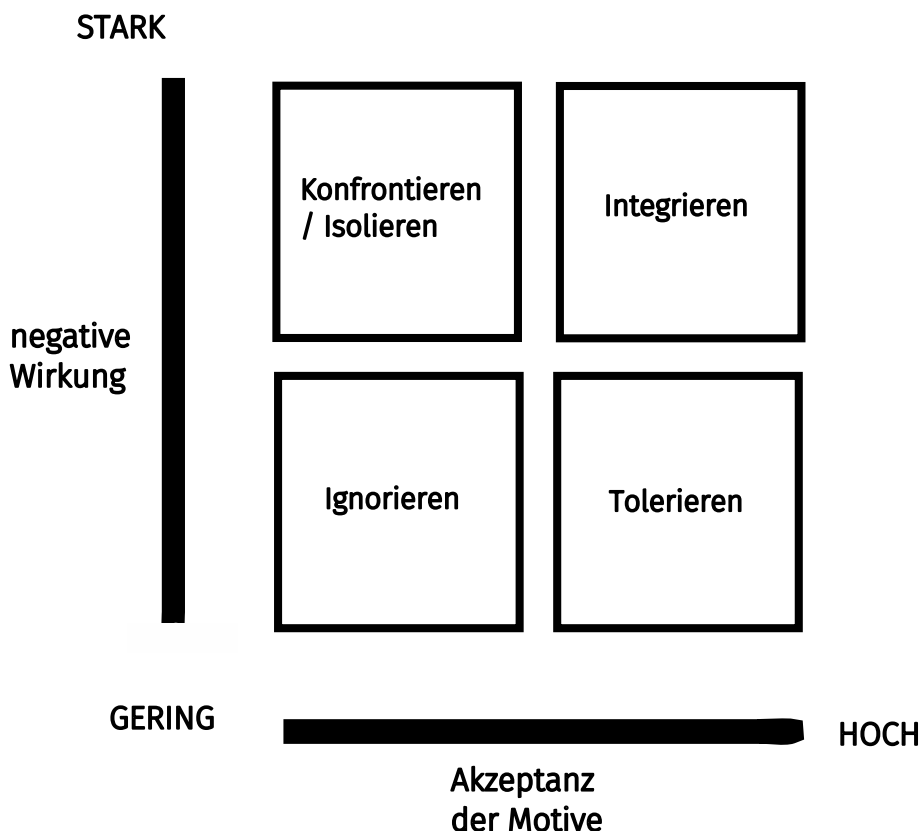 STARK
Konfrontieren
/ Isolieren
Integrieren
negative
Wirkung
Ignorieren
Tolerieren
GERING
HOCH
Akzeptanz
der Motive